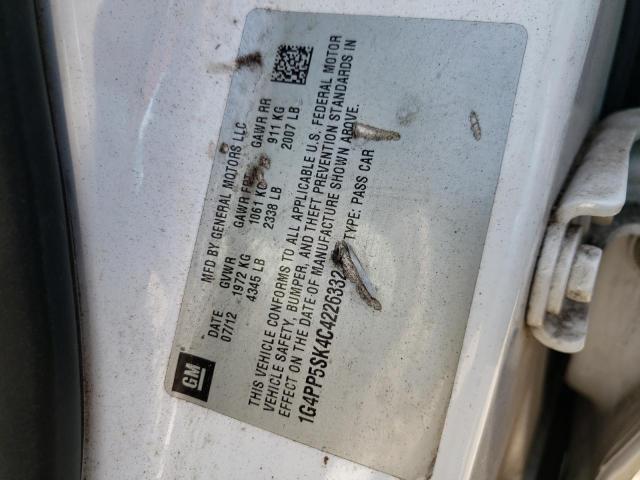 GM
MFD BY GENERAL MOTORS LLC
DATE GVWR GAWR FRT GAWR RR
07/12 1972 KG 1061 KG 911 KG
4345 LB 2338 LB 2007 LB
THIS VEHICLE CONFORMS TO ALL APPLICABLE U.S. FEDERAL MOTOR
VEHICLE SAFETY, BUMPER, AND THEFT PREVENTION STANDARDS IN
EFFECT ON THE DATE OF MANUFACTURE SHOWN ABOVE.
1G4PP5SK4C4226332 TYPE: PASS CAR